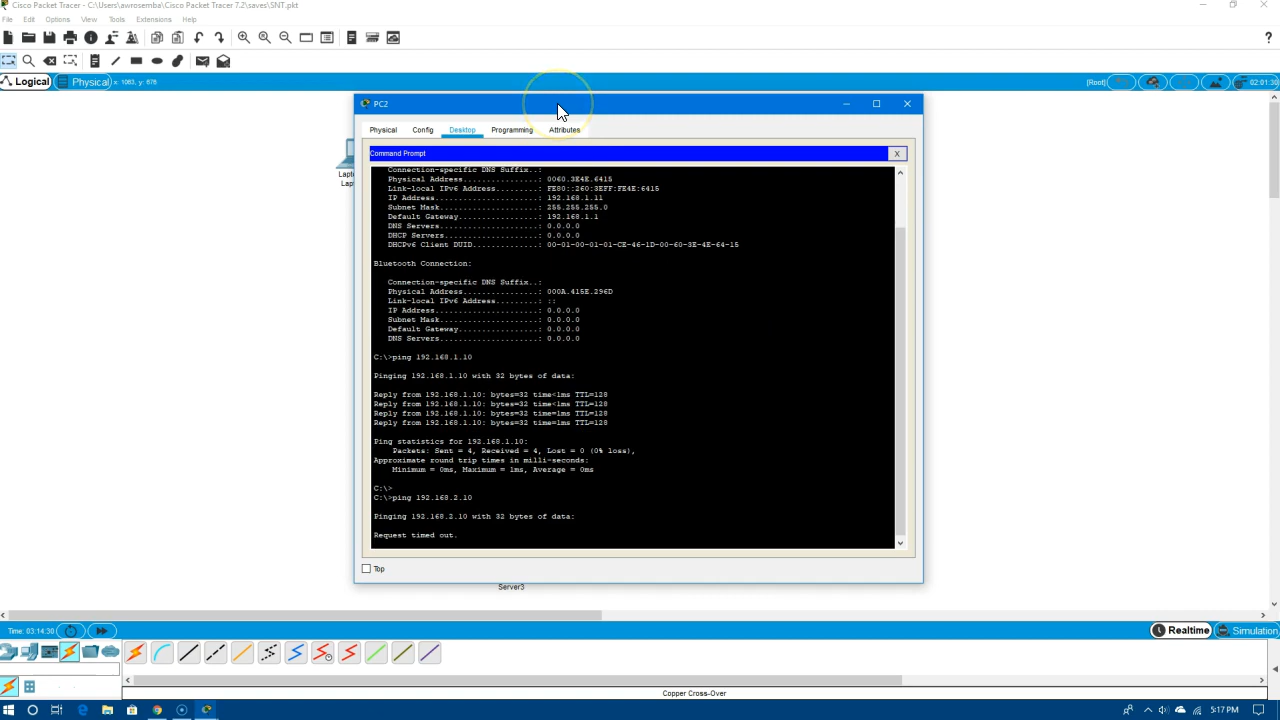 Cisco Packet Tracer - C:\Users\awrosemba\Cisco Packet Tracer 7.2\saves\SNT.pkt
File Edit Options View Tools Extensions Help
Logical Physical x: 1083, y: 676 [Root] 02:01:30
PC2
Physical Config Desktop Programming Attributes
Command Prompt X
Connection-specific DNS Suffix..:
Physical Address................: 0060.3E4E.6415
Link-local IPv6 Address.........: FE80::260:3EFF:FE4E:6415
IP Address......................: 192.168.1.11
Subnet Mask.....................: 255.255.255.0
Default Gateway.................: 192.168.1.1
DNS Servers.....................: 0.0.0.0
DHCP Servers....................: 0.0.0.0
DHCPv6 Client DUID..............: 00-01-00-01-01-CE-46-1D-00-60-3E-4E-64-15
Bluetooth Connection:
Connection-specific DNS Suffix..:
Physical Address................: 000A.415E.296D
Link-local IPv6 Address.........: ::
IP Address......................: 0.0.0.0
Subnet Mask.....................: 0.0.0.0
Default Gateway.................: 0.0.0.0
DNS Servers.....................: 0.0.0.0
C:\>ping 192.168.1.10
Pinging 192.168.1.10 with 32 bytes of data:
Reply from 192.168.1.10: bytes=32 time<1ms TTL=128
Reply from 192.168.1.10: bytes=32 time<1ms TTL=128
Reply from 192.168.1.10: bytes=32 time=1ms TTL=128
Reply from 192.168.1.10: bytes=32 time=1ms TTL=128
Ping statistics for 192.168.1.10:
Packets: Sent = 4, Received = 4, Lost = 0 (0% loss),
Approximate round trip times in milli-seconds:
Minimum = 0ms, Maximum = 1ms, Average = 0ms
C:\>
C:\>ping 192.168.2.10
Pinging 192.168.2.10 with 32 bytes of data:
Request timed out.
Top
Server3
Time: 03:14:30 Realtime Simulation
Copper Cross-Over
5:17 PM